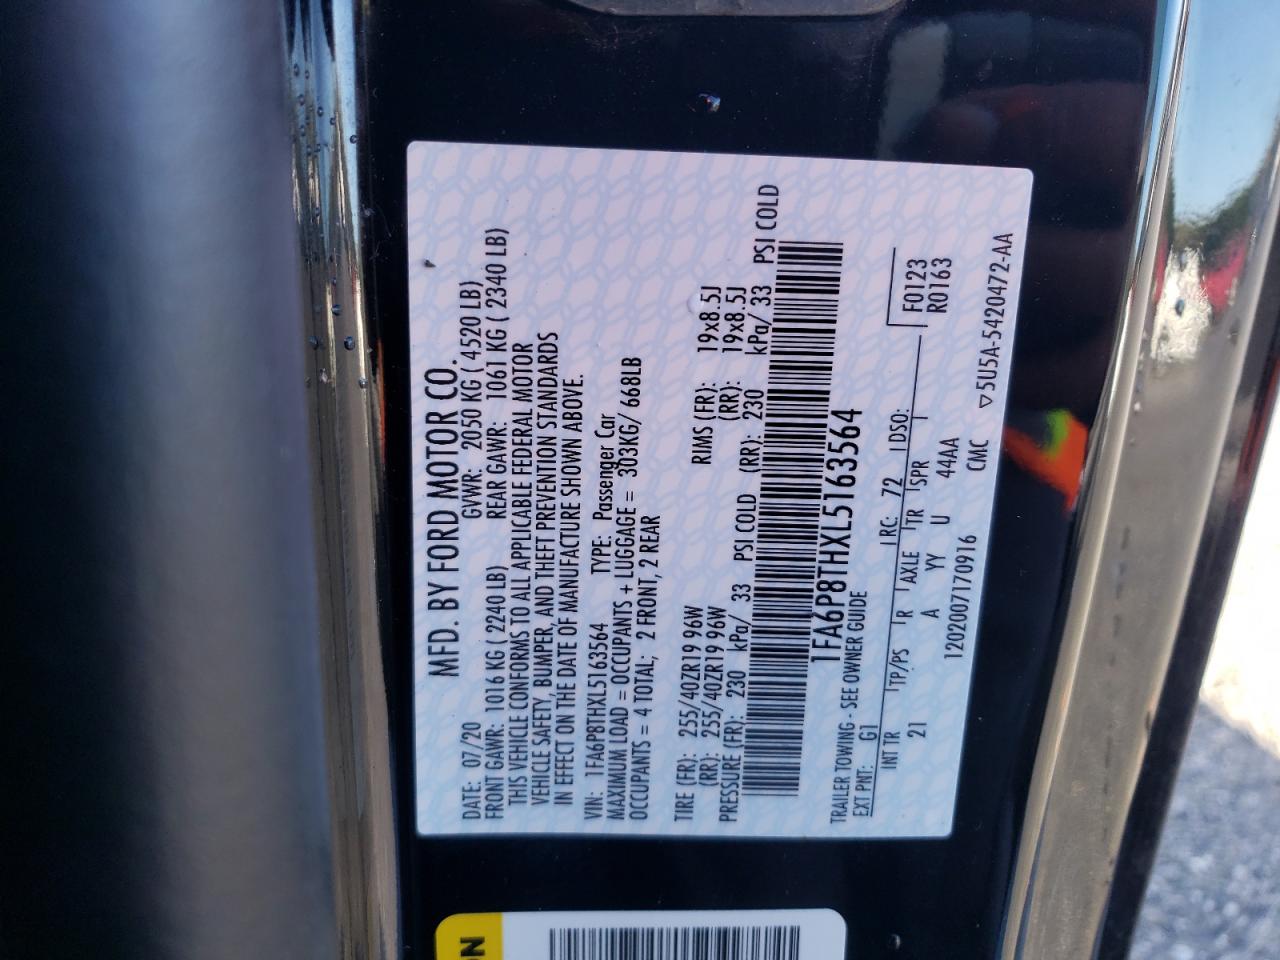 MFD. BY FORD MOTOR CO.
DATE: 07/20 GVWR: 2050 KG ( 4520 LB)
FRONT GAWR: 1016 KG ( 2240 LB) REAR GAWR: 1061 KG ( 2340 LB)
THIS VEHICLE CONFORMS TO ALL APPLICABLE FEDERAL MOTOR
VEHICLE SAFETY, BUMPER, AND THEFT PREVENTION STANDARDS
IN EFFECT ON THE DATE OF MANUFACTURE SHOWN ABOVE.
VIN: 1FA6P8THXL5163564 TYPE: Passenger Car
MAXIMUM LOAD = OCCUPANTS + LUGGAGE = 303KG/ 668LB
OCCUPANTS = 4 TOTAL; 2 FRONT, 2 REAR
TIRE (FR): 255/40ZR19 96W RIMS (FR): 19x8.5J
(RR): 255/40ZR19 96W (RR): 19x8.5J
PRESSURE (FR): 230 kPa/ 33 PSI COLD (RR): 230 kPa/ 33 PSI COLD
1FA6P8THXL5163564
TRAILER TOWING - SEE OWNER GUIDE
EXT PNT: G1 RC: 72 DSO: F0123
INT TR TP/PS R AXLE TR SPR R0163
21 A YY U 44AA
1202007170916 CMC ▽5U5A-5420472-AA
ON